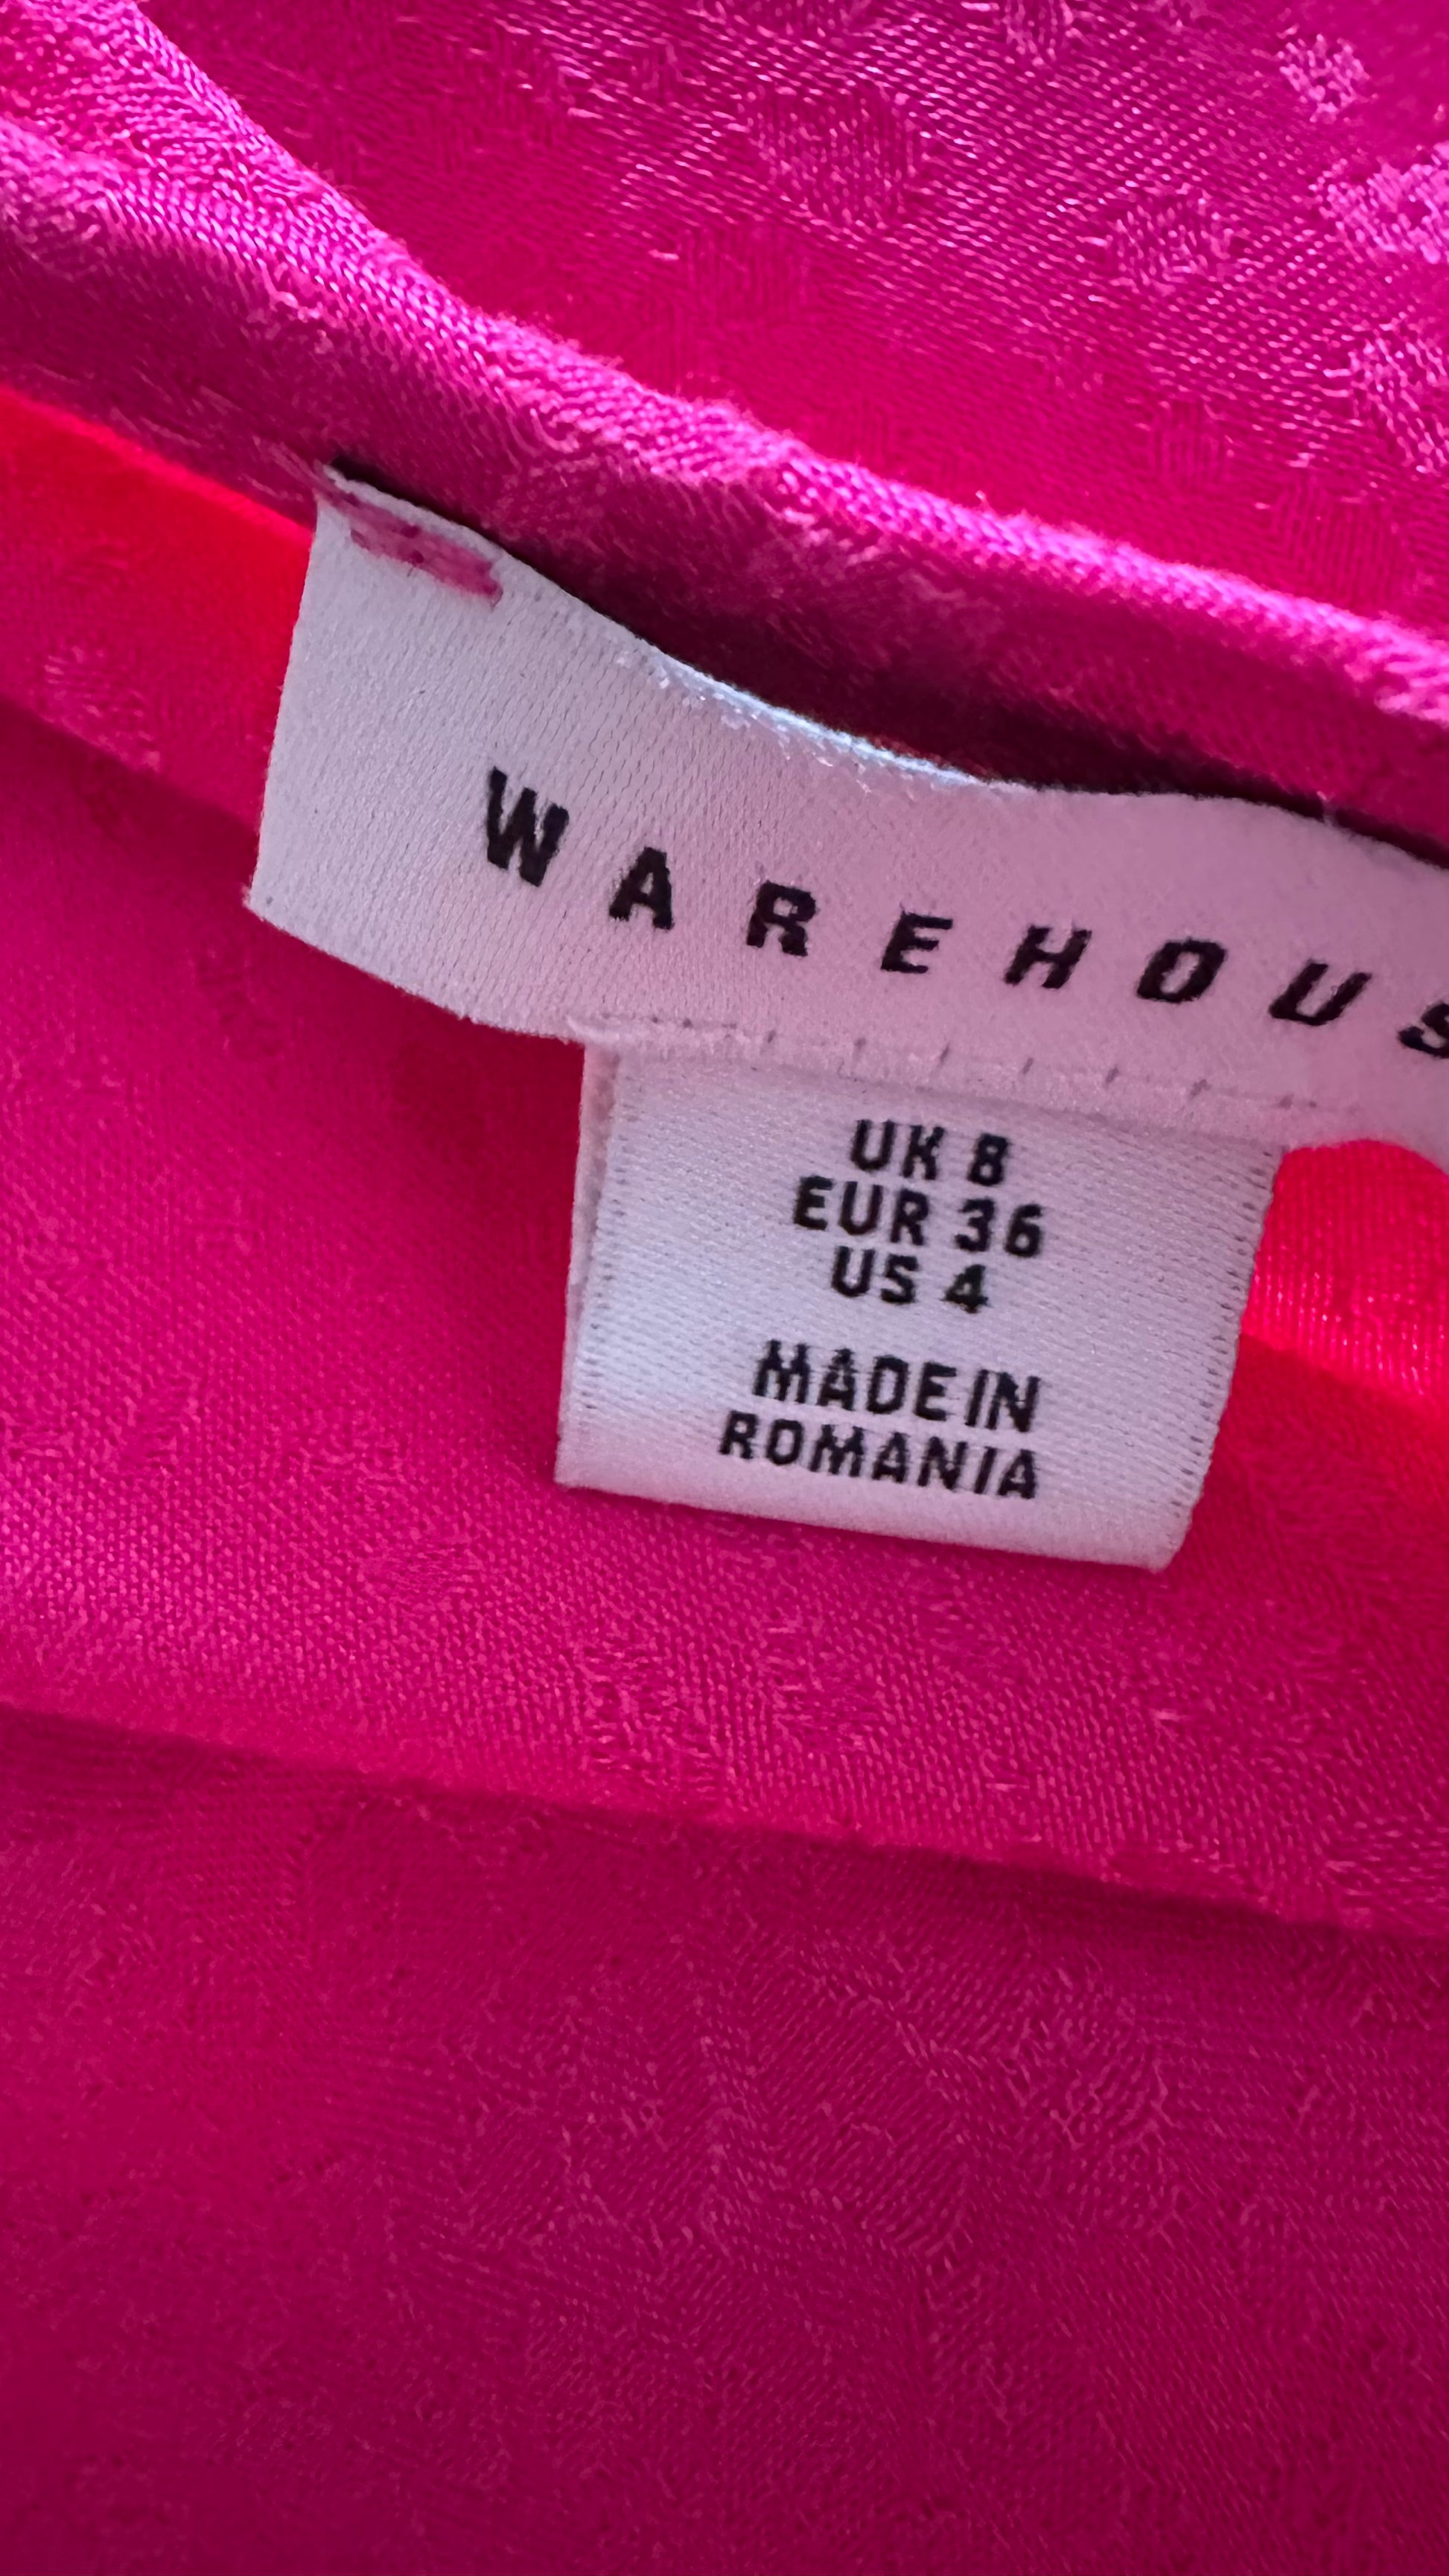 WAREHOUS
UK 8
EUR 36
US 4
MADE IN
ROMANIA